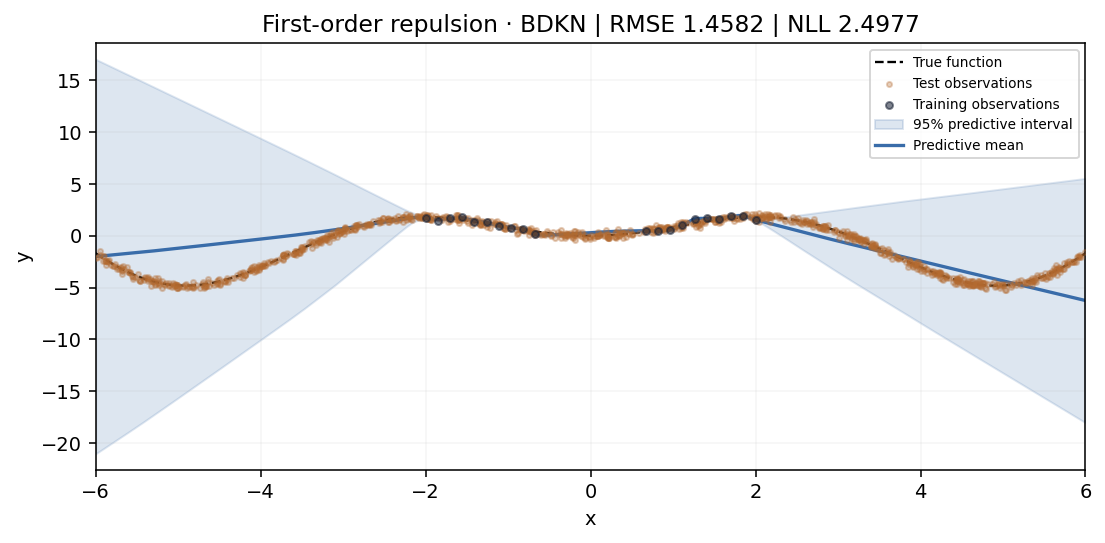 First-order repulsion · BDKN | RMSE 1.4582 | NLL 2.4977
True function
Test observations
Training observations
95% predictive interval
Predictive mean
15
10
5
0
−5
−10
−15
−20
y
−6 −4 −2 0 2 4 6
x